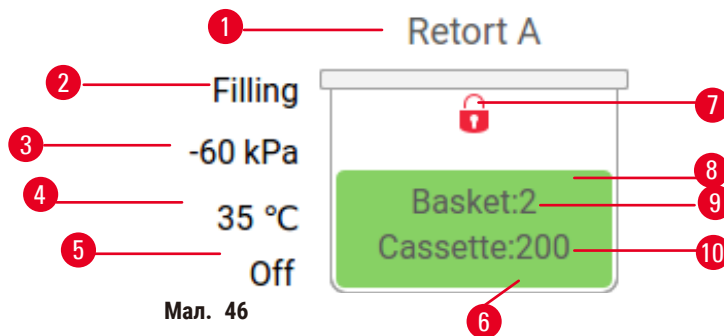 1
Retort A
2
Filling
3
-60 kPa
4
35 °C
5
Off
7
8
Basket:2
9
Cassette:200
10
6
Мал. 46